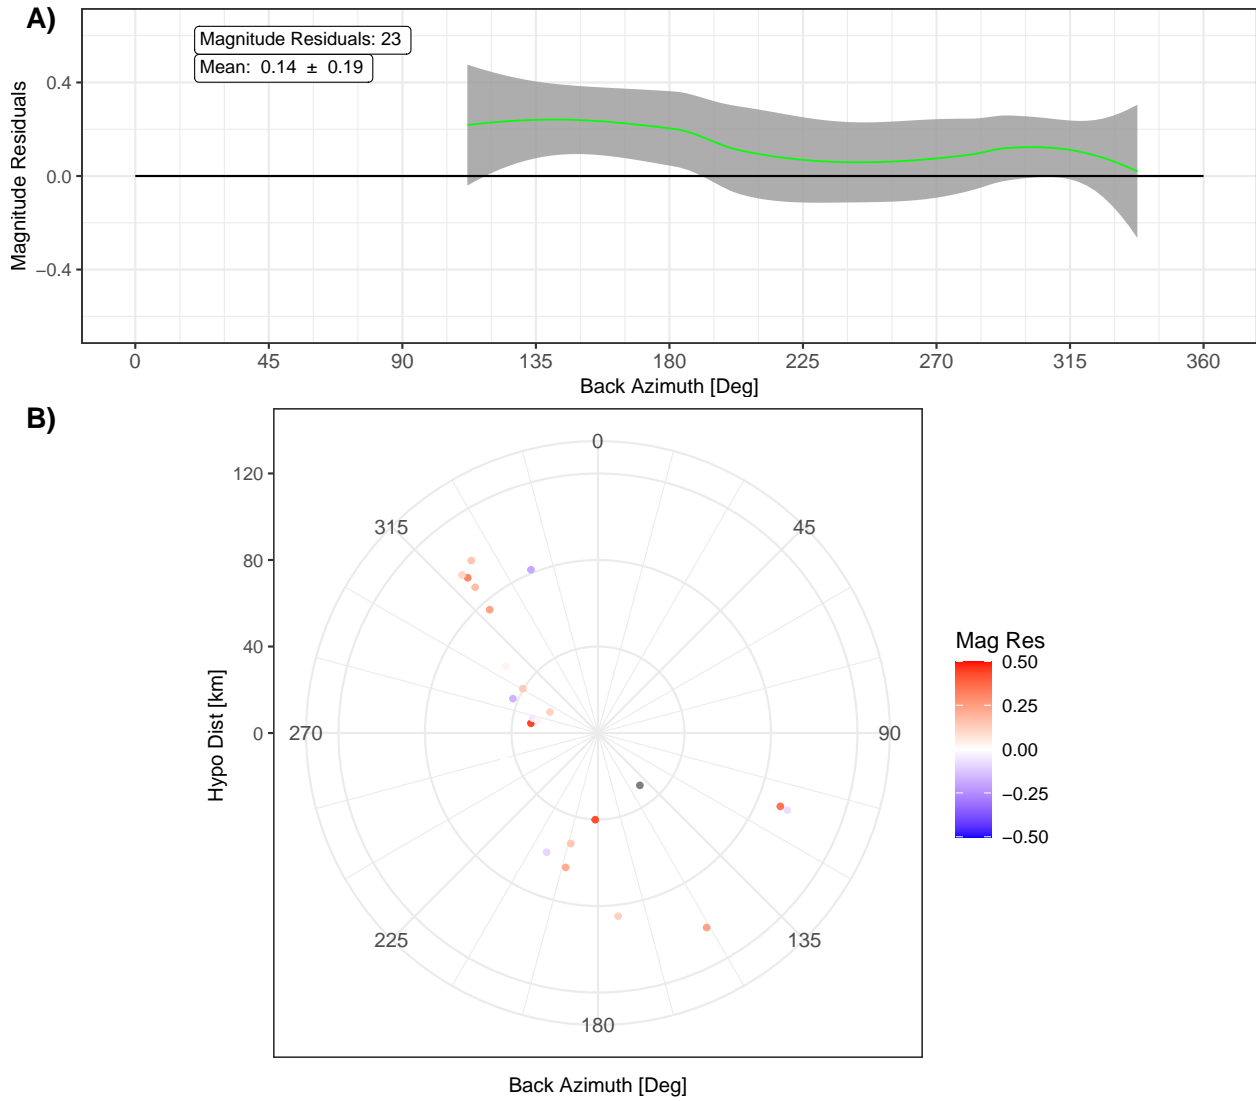 A)
Magnitude Residuals: 23
Mean:  0.14  ±  0.19
Magnitude Residuals
0.4
0.0
−0.4
0 45 90 135 180 225 270 315 360
Back Azimuth [Deg]
B)
Hypo Dist [km]
120
80
40
0
0
45
90
135
180
225
270
315
Back Azimuth [Deg]
Mag Res
0.50
0.25
0.00
−0.25
−0.50